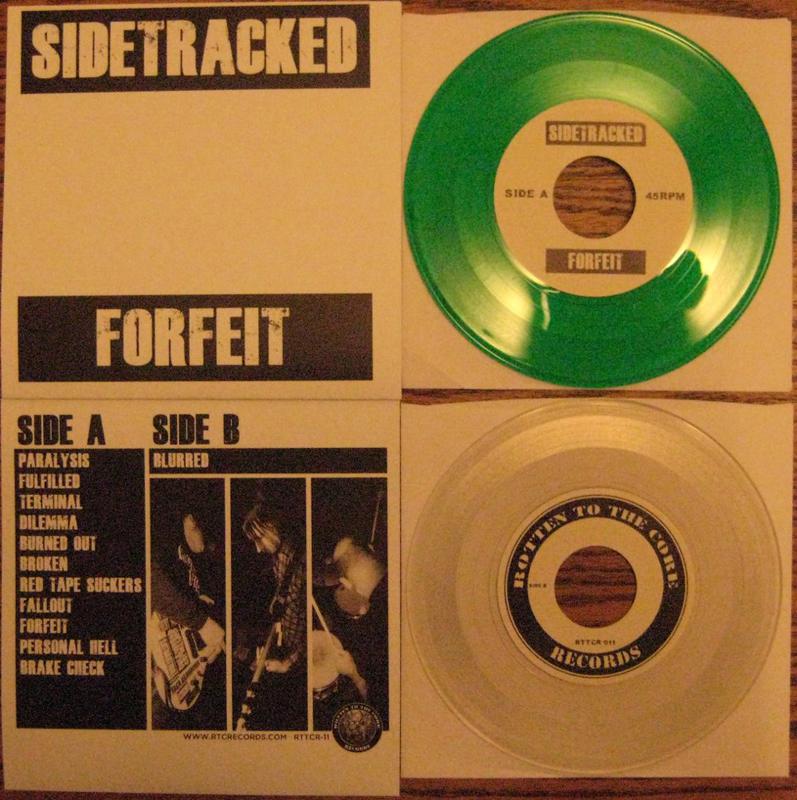 SIDETRACKED
FORFEIT
SIDETRACKED
SIDE A
45RPM
FORFEIT
SIDE A
PARALYSIS
FULFILLED
TERMINAL
DILEMMA
BURNED OUT
BROKEN
RED TAPE SUCKERS
FALLOUT
FORFEIT
PERSONAL HELL
BRAKE CHECK
SIDE B
BLURRED
WWW.RTCRECORDS.COM RTTCR-11
ROTTEN TO THE CORE
SIDE B
RTTCR-011
RECORDS